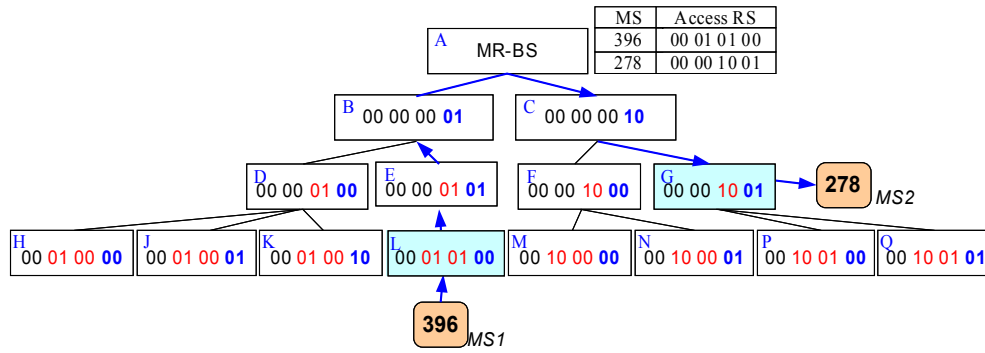 MS Access RS
396 00 01 01 00
278 00 00 10 01
A MR-BS
B 00 00 00 01
C 00 00 00 10
D 00 00 01 00
E 00 00 01 01
F 00 00 10 00
G 00 00 10 01
278 MS2
H 00 01 00 00
J 00 01 00 01
K 00 01 00 10
L 00 01 01 00
M 00 10 00 00
N 00 10 00 01
P 00 10 01 00
Q 00 10 01 01
396 MS1